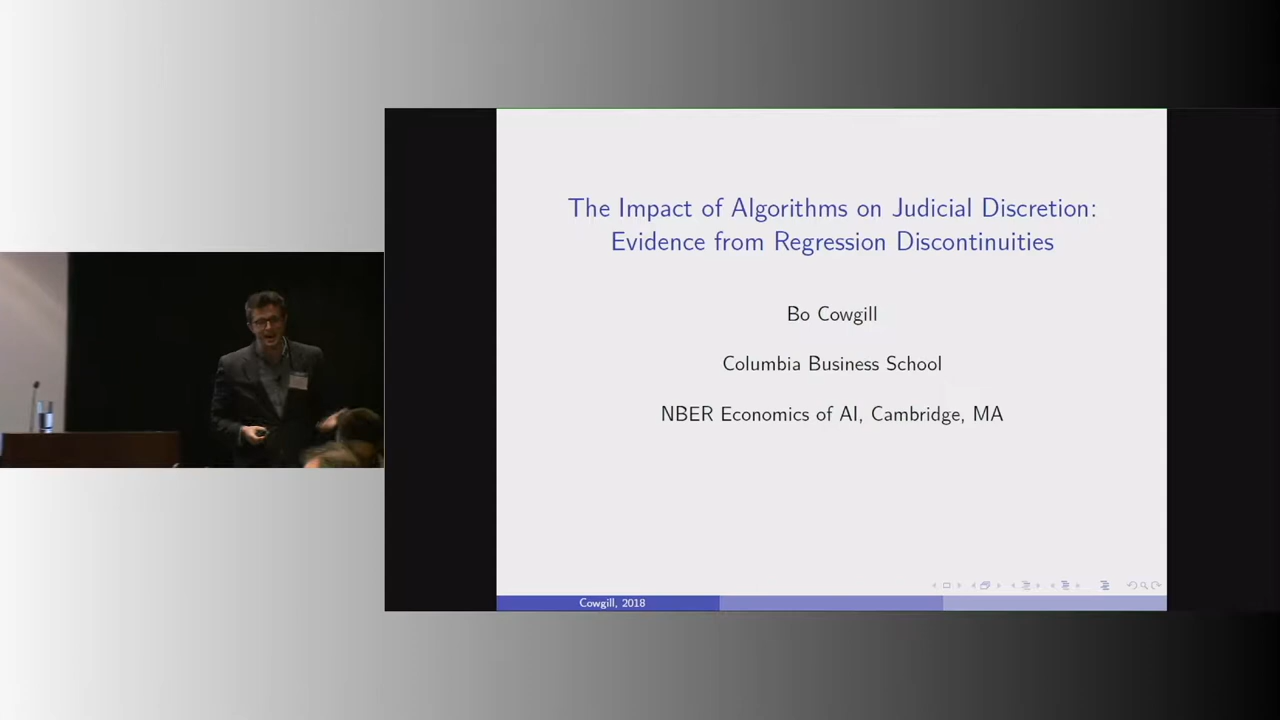 The Impact of Algorithms on Judicial Discretion:
Evidence from Regression Discontinuities
Bo Cowgill
Columbia Business School
NBER Economics of AI, Cambridge, MA
Cowgill, 2018